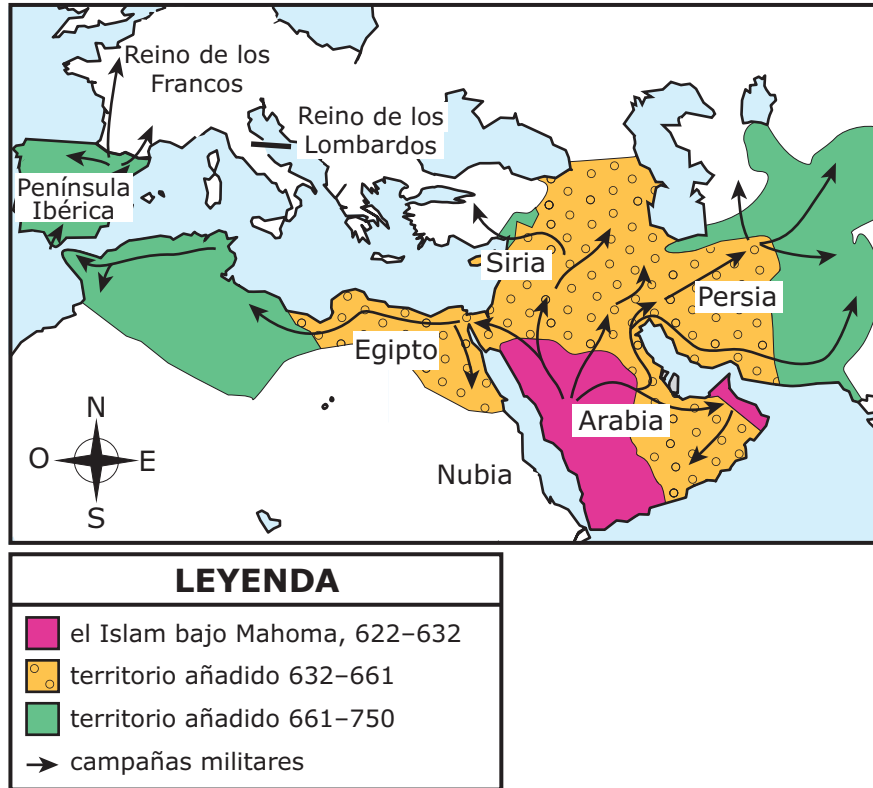 Reino de los
Francos
Reino de los
Lombardos
Península
Ibérica
Siria
Persia
Egipto
Arabia
Nubia
N
O
E
S
LEYENDA
el Islam bajo Mahoma, 622–632
territorio añadido 632–661
territorio añadido 661–750
campañas militares